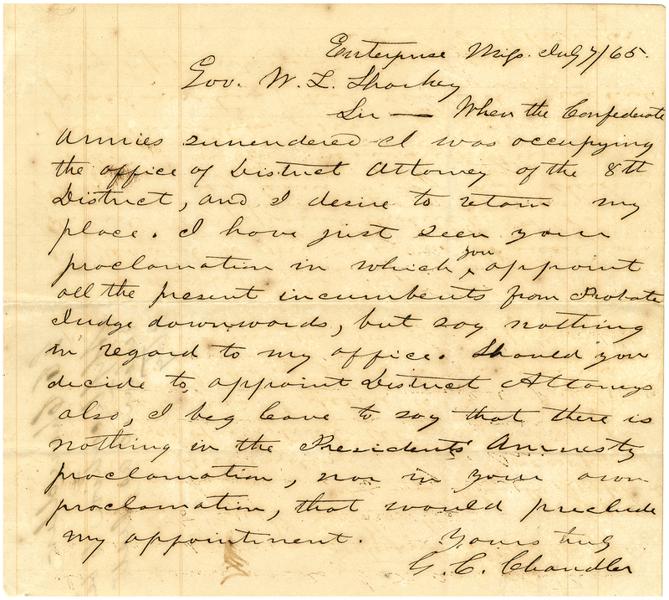 Enterprise Miss. July 7/65.
Gov. W. L. Sharkey
Sir — When the Confederate
armies surrendered I was occupying
the office of District Attorney of the 8th
District, and I desire to retain my
place. I have just seen your
proclamation in which you appoint
all the present incumbents from Probate
Judge downwards, but say nothing
in regard to my office. Should you
decide to appoint District Attorneys
also, I beg leave to say that there is
nothing in the Presidents' Amnesty
proclamation, nor in your own
proclamation, that would preclude
my appointment.
Yours truly
G. C. Chandler